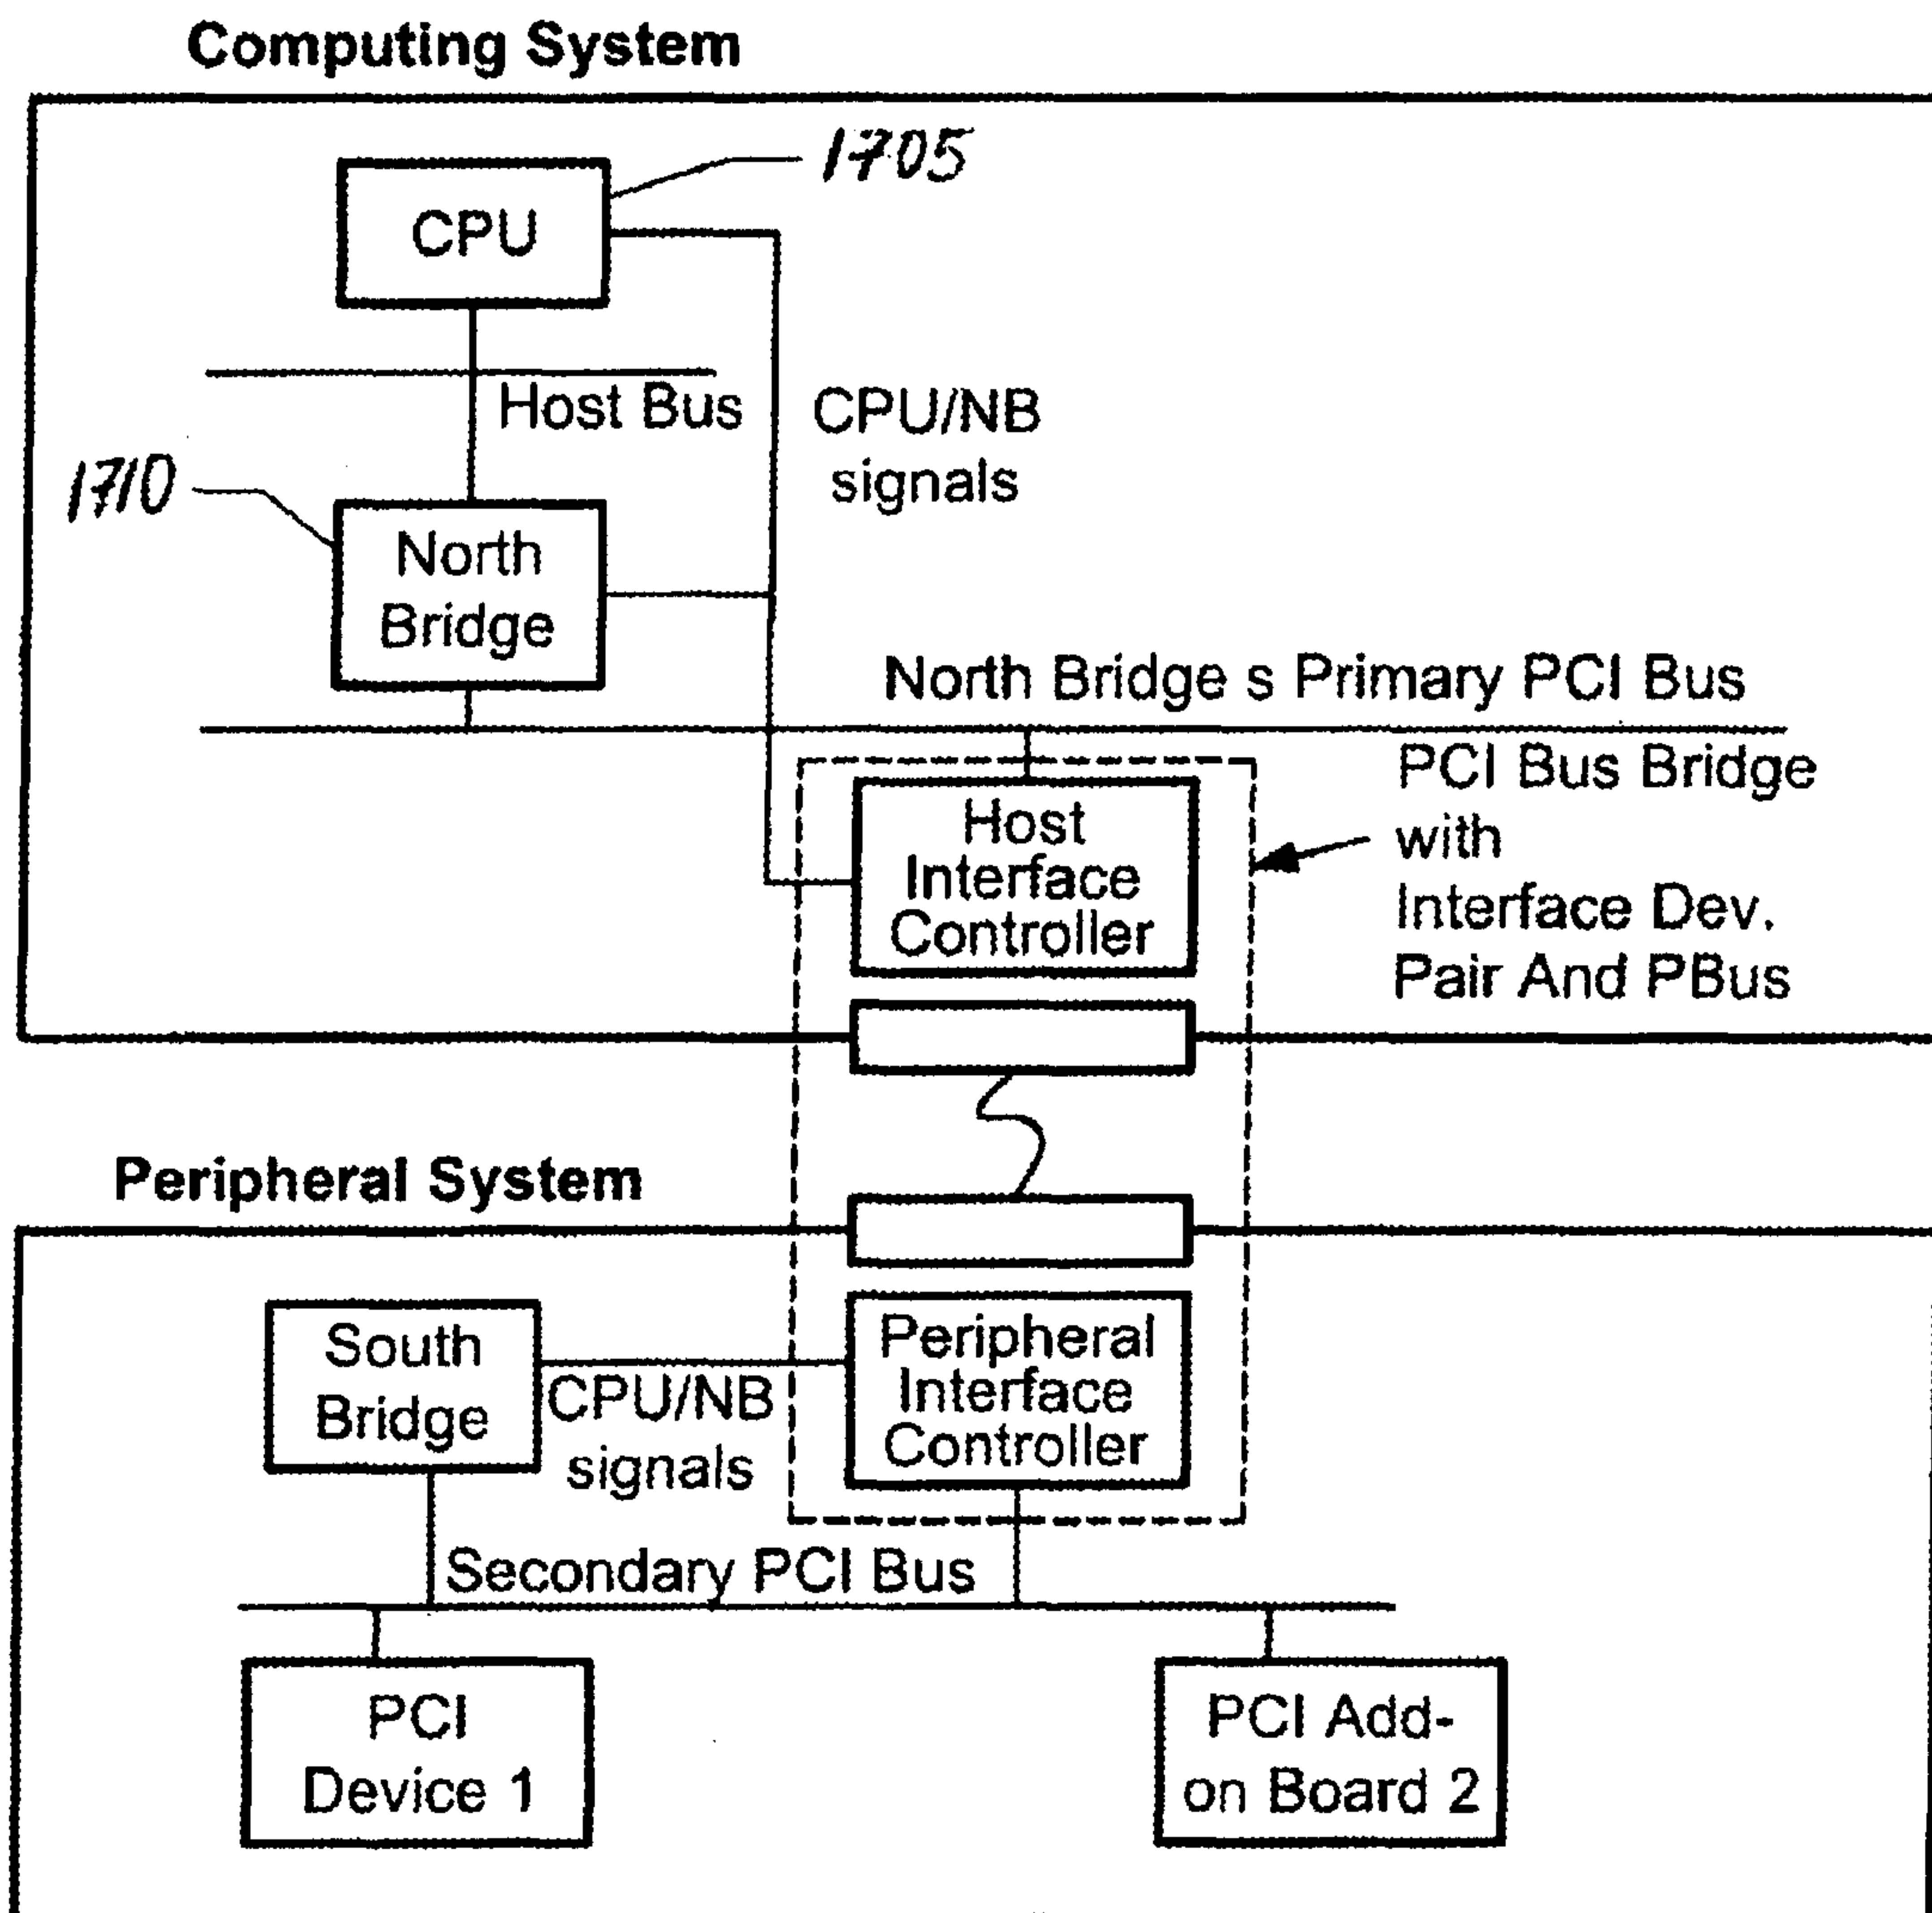 Computing System
1705
CPU
Host Bus
CPU/NB
signals
1710
North
Bridge
North Bridge s Primary PCI Bus
PCI Bus Bridge
with
Interface Dev.
Pair And PBus
Host
Interface
Controller
Peripheral System
South
Bridge
CPU/NB
signals
Peripheral
Interface
Controller
Secondary PCI Bus
PCI
Device 1
PCI Add-
on Board 2